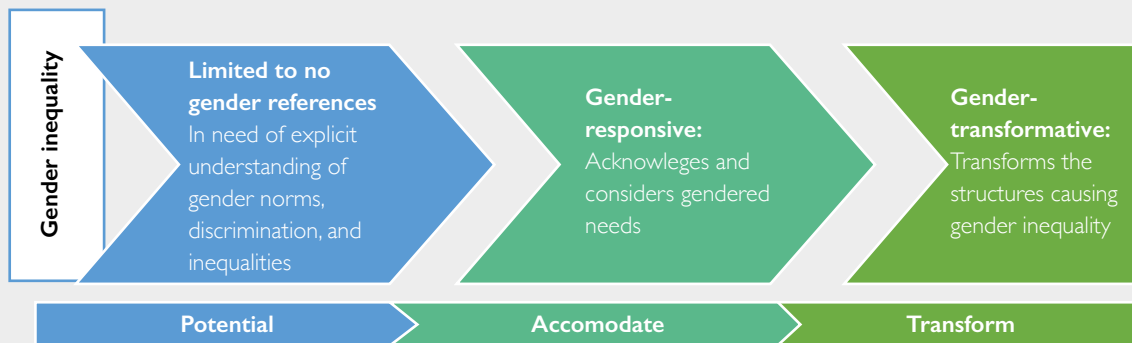 Gender inequality
Limited to no
gender references
In need of explicit
understanding of
gender norms,
discrimination, and
inequalities
Gender-
responsive:
Acknowleges and
considers gendered
needs
Gender-
transformative:
Transforms the
structures causing
gender inequality
Potential
Accomodate
Transform